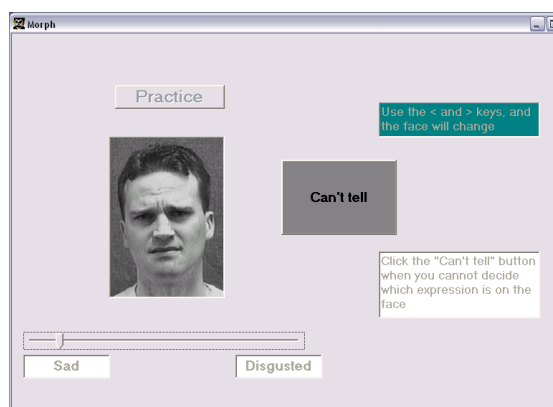 Morph
Practice
Use the < and > keys, and
the face will change
Can't tell
Click the "Can't tell" button
when you cannot decide
which expression is on the
face
Sad
Disgusted